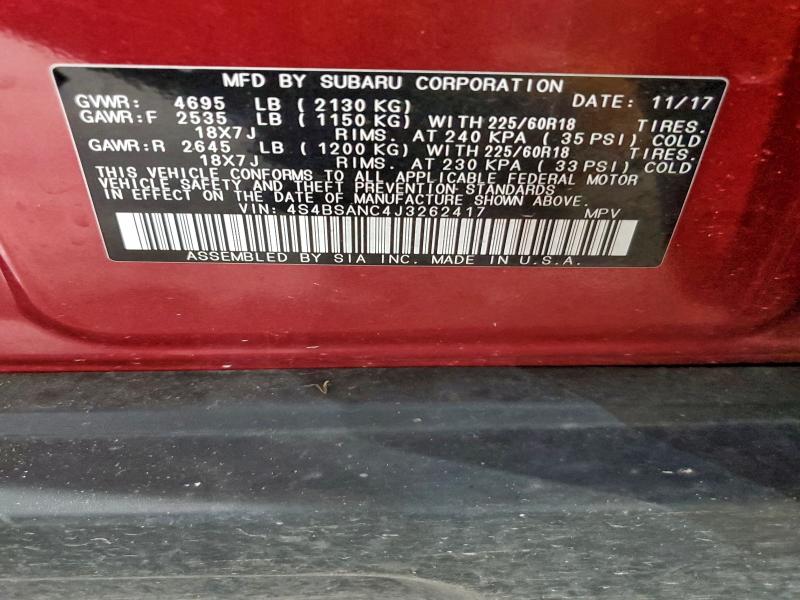 MFD BY SUBARU CORPORATION
GVWR: 4695 LB ( 2130 KG) DATE: 11/17
GAWR:F 2535 LB ( 1150 KG) WITH 225/60R18 TIRES.
18X7J RIMS. AT 240 KPA ( 35 PSI) COLD
GAWR:R 2645 LB ( 1200 KG) WITH 225/60R18 TIRES.
18X7J RIMS. AT 230 KPA ( 33 PSI) COLD
THIS VEHICLE CONFORMS TO ALL APPLICABLE FEDERAL MOTOR
VEHICLE SAFETY AND THEFT PREVENTION STANDARDS
IN EFFECT ON THE DATE OF MANUFACTURE SHOWN ABOVE.
VIN: 4S4BSANC4J3262417 MPV
ASSEMBLED BY SIA INC. MADE IN U.S.A.